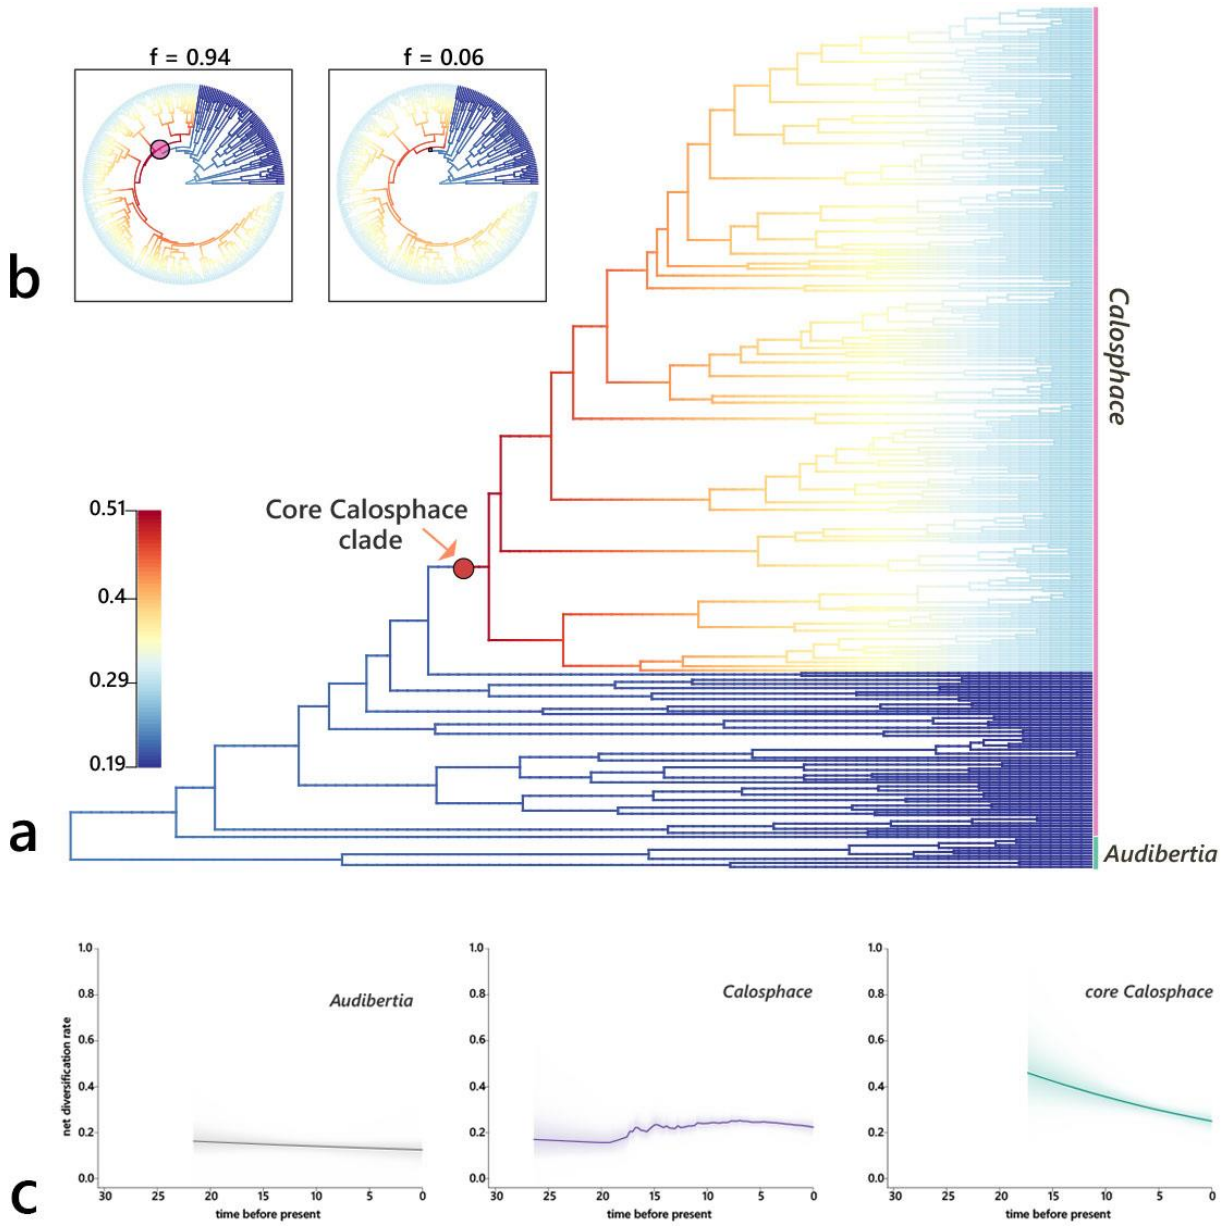 f = 0.94
f = 0.06
b
Calosphace
Core Calosphace
clade
0.51
0.4
0.29
0.19
a
Audibertia
c
net diversification rate
1.0
0.8
0.6
0.4
0.2
0.0
Audibertia
30 25 20 15 10 5 0
time before present
1.0
0.8
0.6
0.4
0.2
0.0
Calosphace
30 25 20 15 10 5 0
time before present
1.0
0.8
0.6
0.4
0.2
0.0
core Calosphace
30 25 20 15 10 5 0
time before present